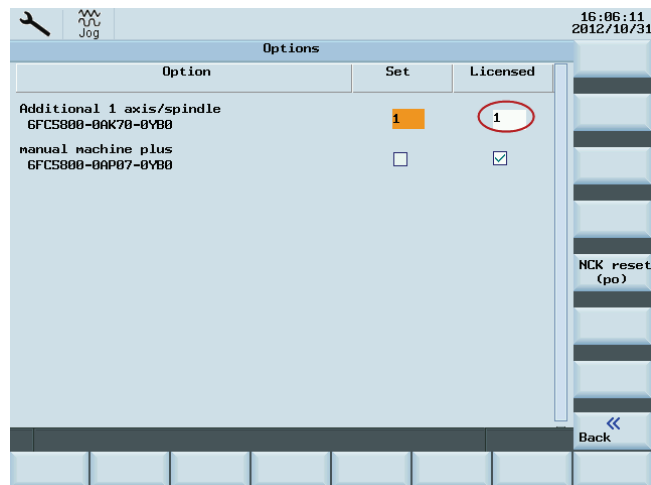 Jog
16:06:11
2012/10/31
Options
Option Set Licensed
Additional 1 axis/spindle
6FC5800-0AK70-0YB0
1 1
manual machine plus
6FC5800-0AP07-0YB0
NCK reset
(po)
Back